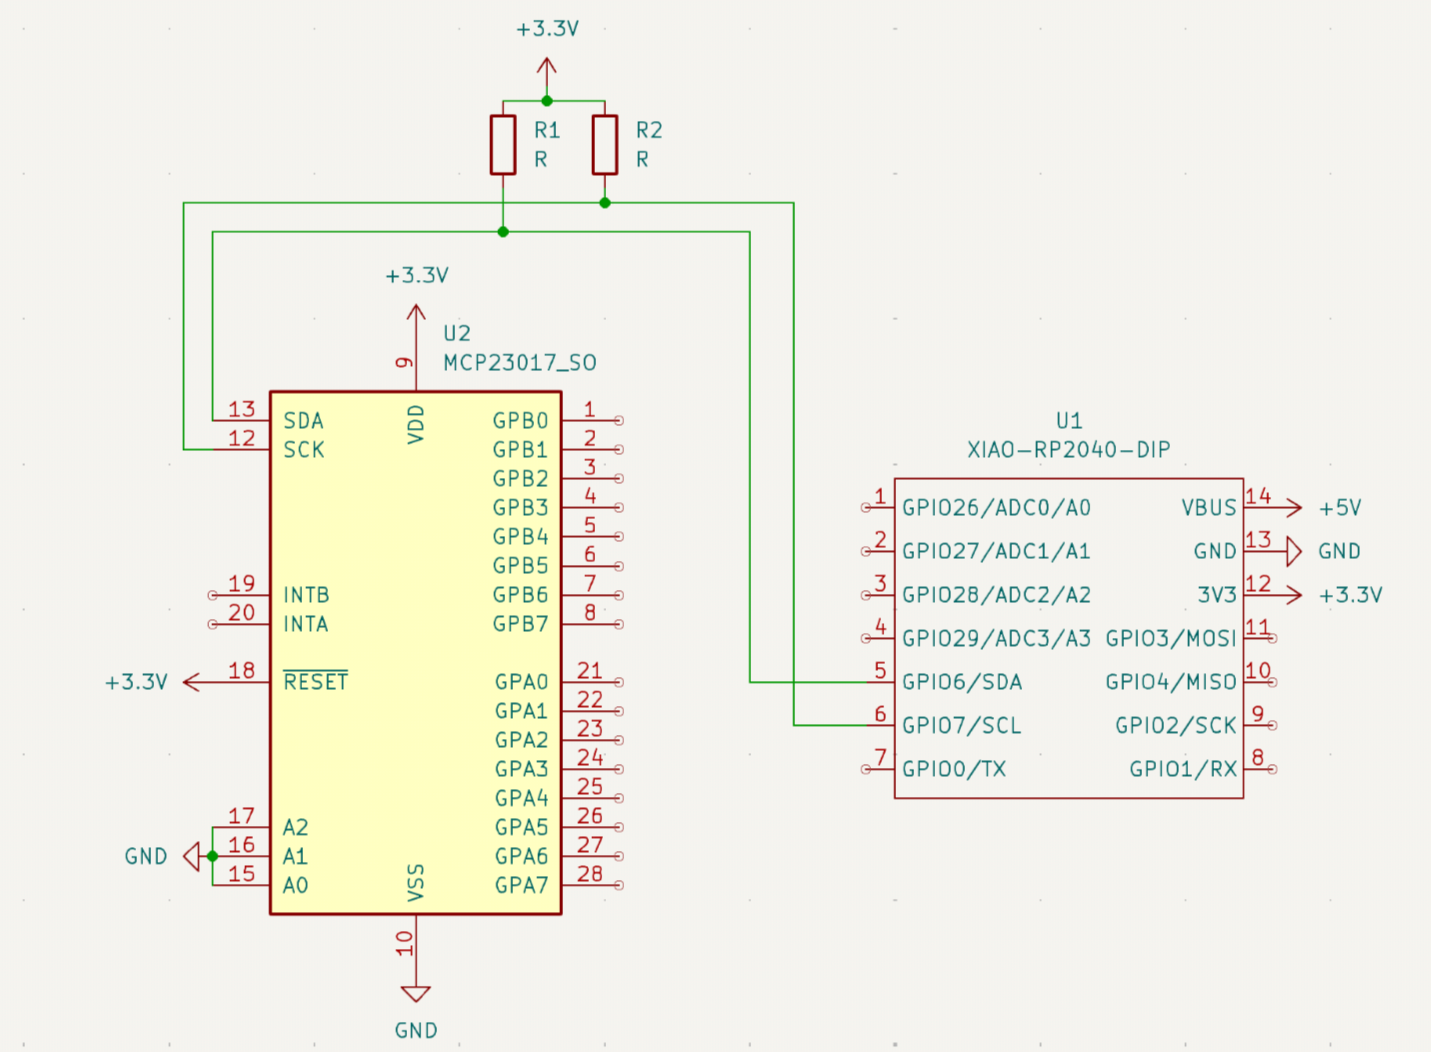 +3.3V
R1
R
R2
R
+3.3V
U2
MCP23017_SO
9
VDD
13 SDA
12 SCK
19 INTB
20 INTA
+3.3V 18 RESET
17 A2
GND 16 A1
15 A0
GPB0 1
GPB1 2
GPB2 3
GPB3 4
GPB4 5
GPB5 6
GPB6 7
GPB7 8
GPA0 21
GPA1 22
GPA2 23
GPA3 24
GPA4 25
GPA5 26
GPA6 27
GPA7 28
VSS
10
GND
U1
XIAO-RP2040-DIP
1 GPIO26/ADC0/A0
2 GPIO27/ADC1/A1
3 GPIO28/ADC2/A2
4 GPIO29/ADC3/A3
5 GPIO6/SDA
6 GPIO7/SCL
7 GPIO0/TX
VBUS 14 +5V
GND 13 GND
3V3 12 +3.3V
GPIO3/MOSI 11
GPIO4/MISO 10
GPIO2/SCK 9
GPIO1/RX 8